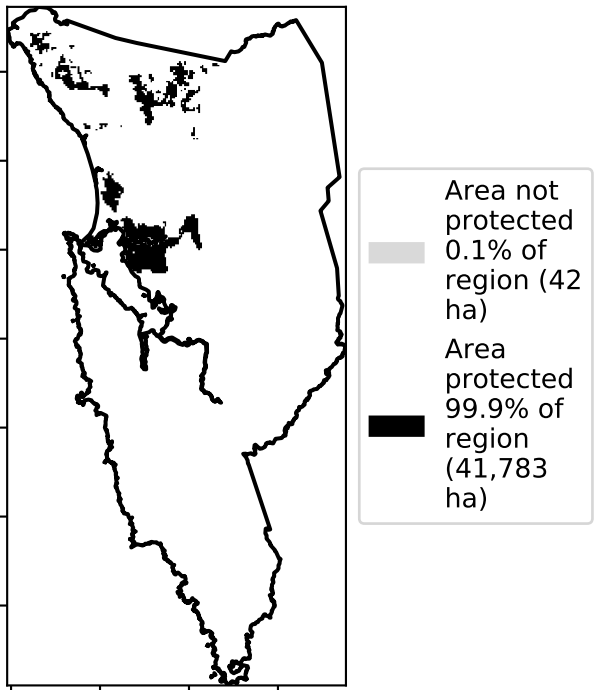 Area not
protected
0.1% of
region (42
ha)
Area
protected
99.9% of
region
(41,783
ha)